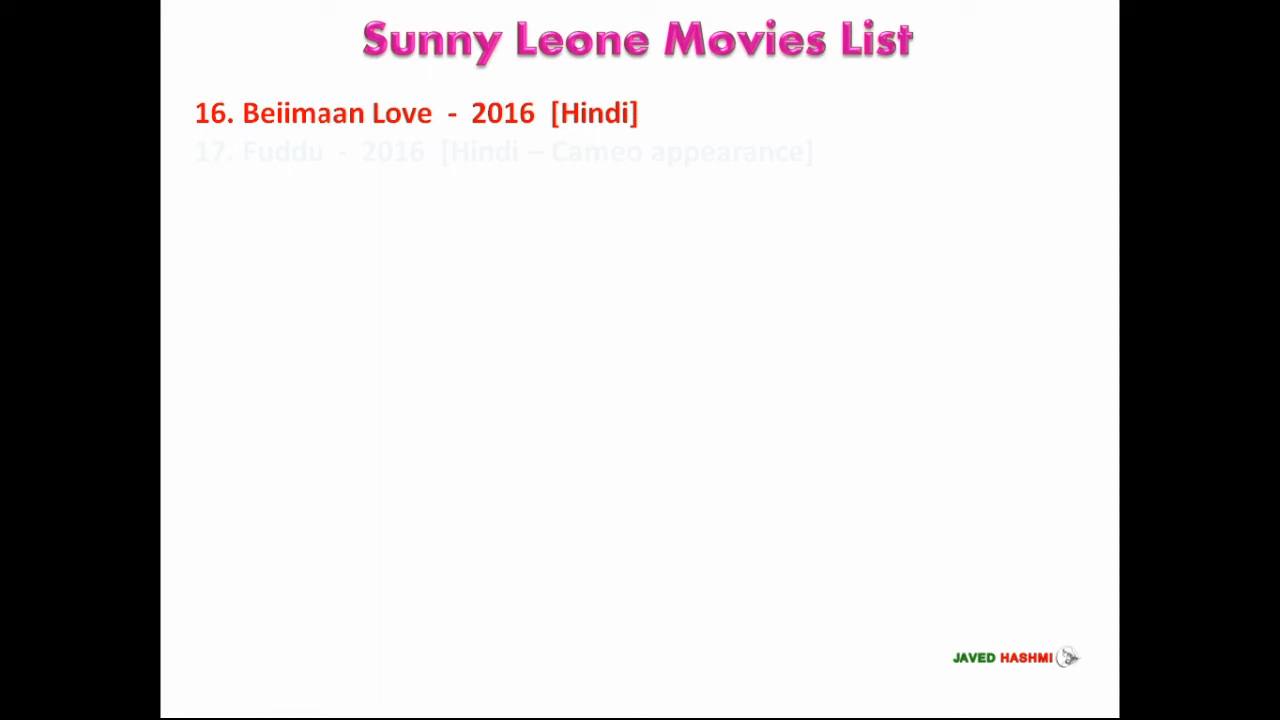 Sunny Leone Movies List
16. Beiimaan Love - 2016 [Hindi]
17. Fuddu - 2016 [Hindi – Cameo appearance]
JAVED HASHMI